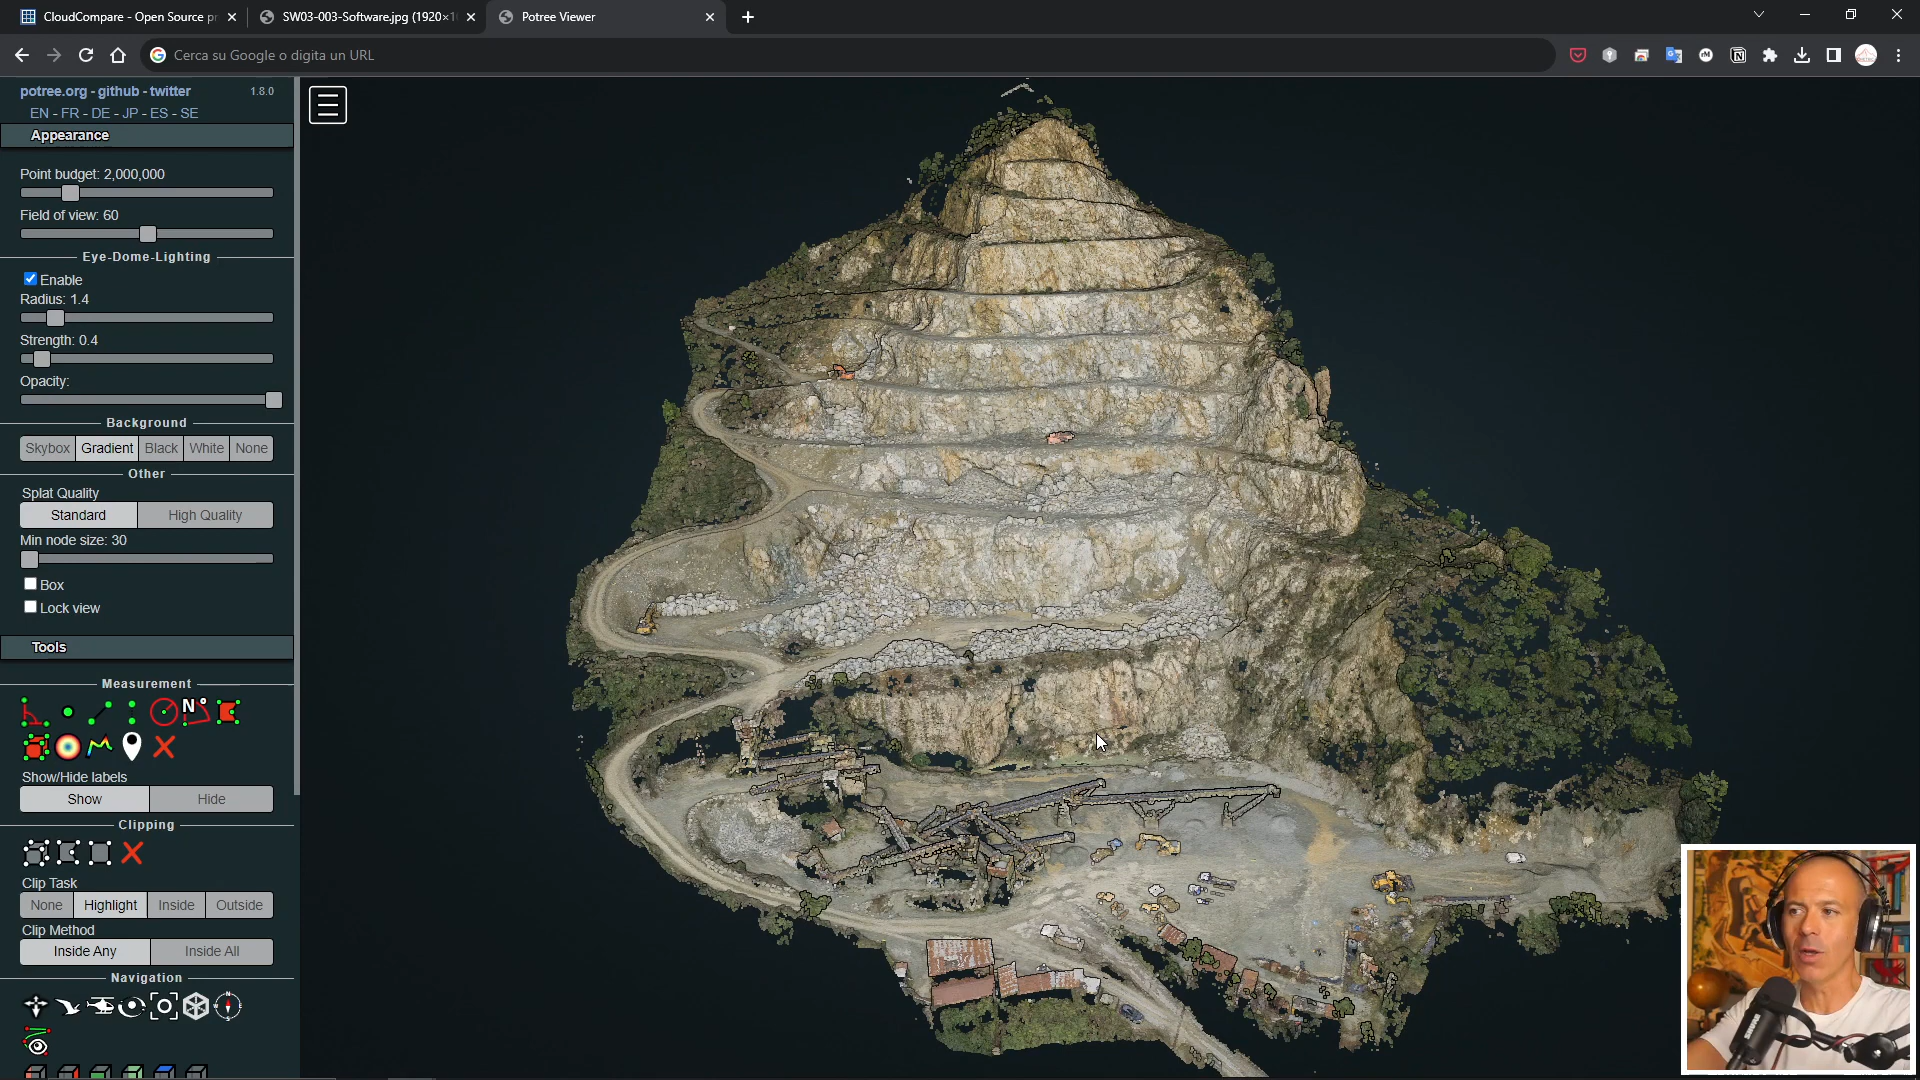 CloudCompare - Open Source pr
SW03-003-Software.jpg (1920×1
Potree Viewer
Cerca su Google o digita un URL
potree.org - github - twitter
1.8.0
EN - FR - DE - JP - ES - SE
Appearance
Point budget: 2,000,000
Field of view: 60
Eye-Dome-Lighting
Enable
Radius: 1.4
Strength: 0.4
Opacity:
Background
Skybox Gradient Black White None
Other
Splat Quality
Standard High Quality
Min node size: 30
Box
Lock view
Tools
Measurement
N°
Show/Hide labels
Show Hide
Clipping
Clip Task
None Highlight Inside Outside
Clip Method
Inside Any Inside All
Navigation